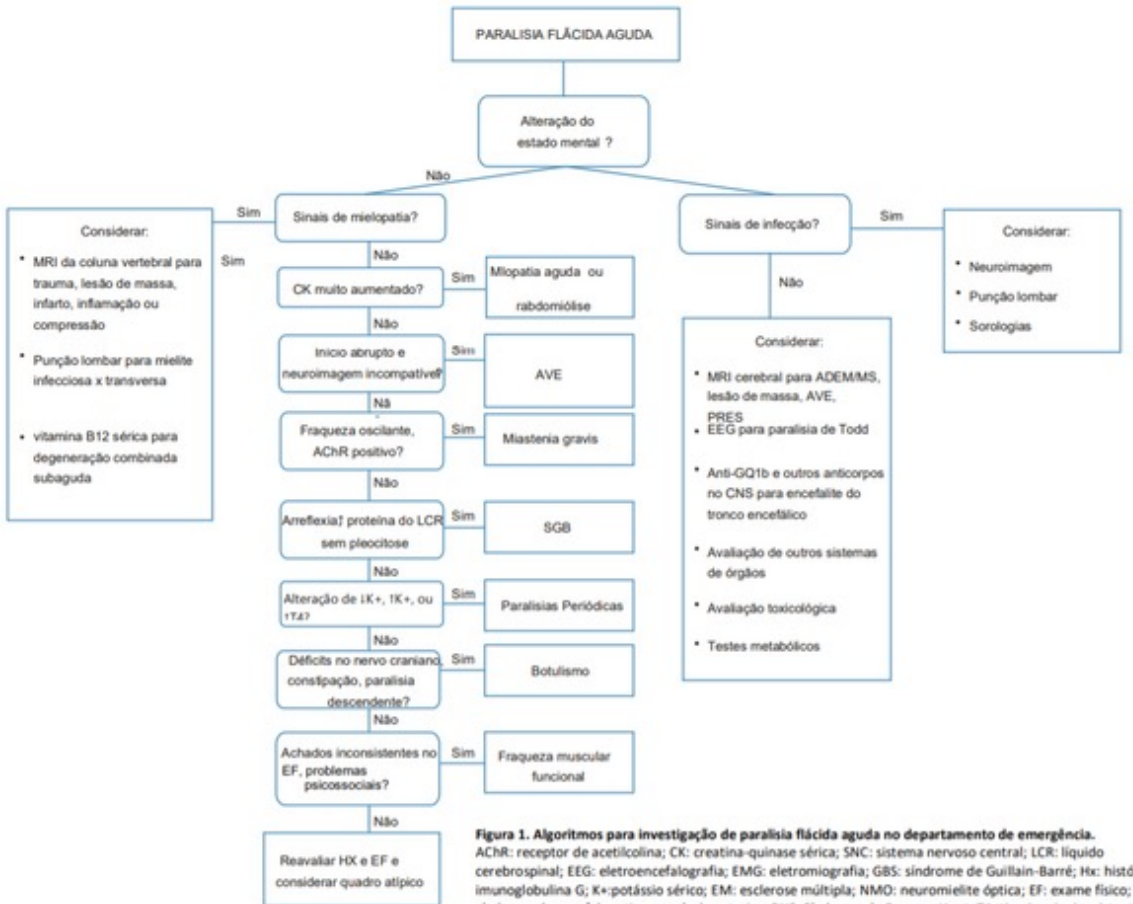 PARALISIA FLÁCIDA AGUDA
Alteração do
estado mental ?
Não
Sim
Sinais de mielopatia?
Sinais de infecção?
Sim
Considerar:
• MRI da coluna vertebral para
trauma, lesão de massa,
infarto, inflamação ou
compressão
• Punção lombar para mielite
infecciosa x transversa
• vitamina B12 sérica para
degeneração combinada
subaguda
Sim
Não
CK muito aumentado?
Sim
Miopatia aguda ou
rabdomiólise
Não
Início abrupto e
neuroimagem incompatível?
Sim
AVE
Nã
Fraqueza oscilante,
AChR positivo?
Sim
Miastenia gravis
Não
Arreflexia↑ proteína do LCR
sem pleocitose
Sim
SGB
Não
Alteração de ↓K+, ↑K+, ou
↑T4?
Sim
Paralisias Periódicas
Não
Déficits no nervo craniano,
constipação, paralisia
descendente?
Sim
Botulismo
Não
Achados inconsistentes no
EF, problemas
psicossociais?
Sim
Fraqueza muscular
funcional
Não
Reavaliar HX e EF e
considerar quadro atípico
Não
Considerar:
• MRI cerebral para ADEM/MS,
lesão de massa, AVE,
PRES
• EEG para paralisia de Todd
• Anti-GQ1b e outros anticorpos
no CNS para encefalite do
tronco encefálico
• Avaliação de outros sistemas
de órgãos
• Avaliação toxicológica
• Testes metabólicos
Considerar:
• Neuroimagem
• Punção lombar
• Sorologias
Figura 1. Algoritmos para investigação de paralisia flácida aguda no departamento de emergência.
AChR: receptor de acetilcolina; CK: creatina-quinase sérica; SNC: sistema nervoso central; LCR: líquido
cerebrospinal; EEG: eletroencefalografia; EMG: eletromiografia; GBS: síndrome de Guillain-Barré; Hx: histó
imunoglobulina G; K+:potássio sérico; EM: esclerose múltipla; NMO: neuromielite óptica; EF: exame físico;